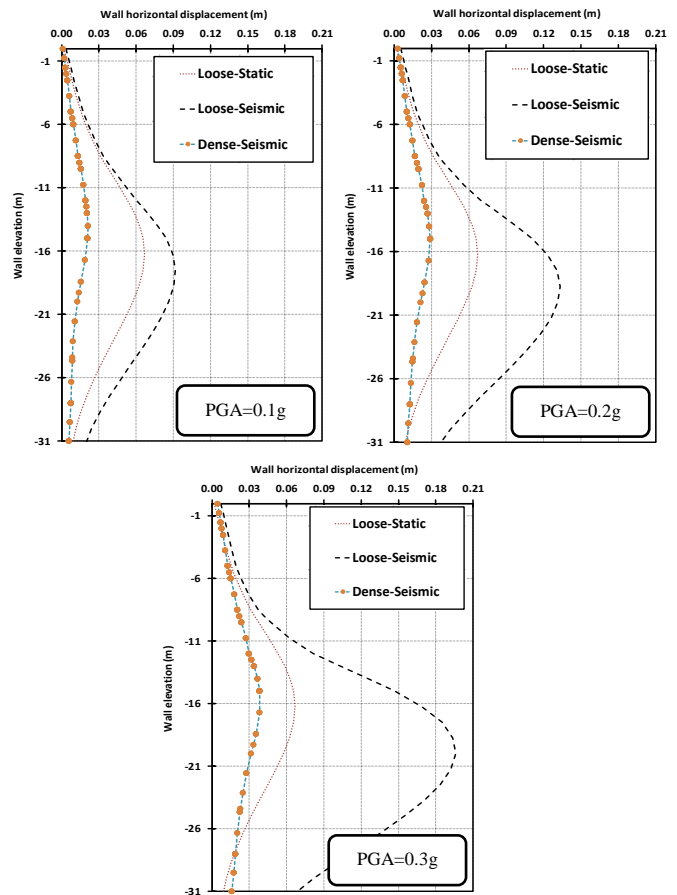 Wall horizontal displacement (m)
0.00 0.03 0.06 0.09 0.12 0.15 0.18 0.21
-1
-6
-11
-16
-21
-26
-31
Wall elevation (m)
Loose-Static
Loose-Seismic
Dense-Seismic
PGA=0.1g
Wall horizontal displacement (m)
0.00 0.03 0.06 0.09 0.12 0.15 0.18 0.21
-1
-6
-11
-16
-21
-26
-31
Wall elevation (m)
Loose-Static
Loose-Seismic
Dense-Seismic
PGA=0.2g
Wall horizontal displacement (m)
0.00 0.03 0.06 0.09 0.12 0.15 0.18 0.21
-1
-6
-11
-16
-21
-26
-31
Wall elevation (m)
Loose-Static
Loose-Seismic
Dense-Seismic
PGA=0.3g